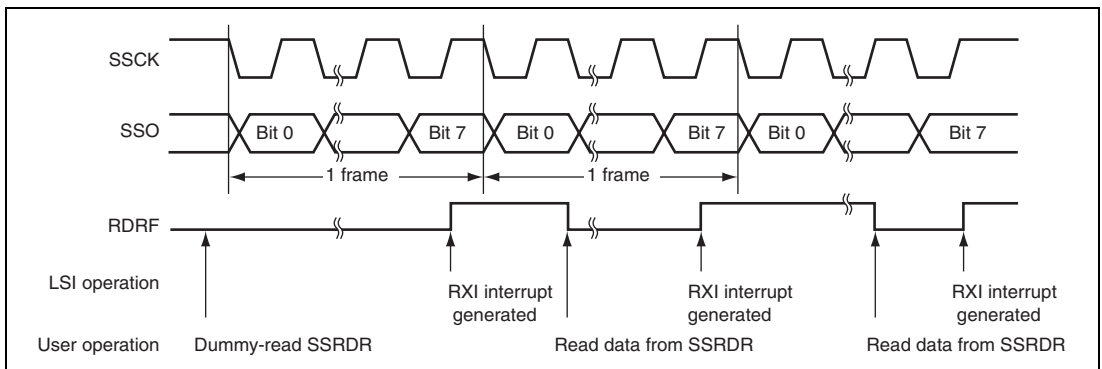 SSCK
SSO
Bit 0
Bit 7
Bit 0
Bit 7
Bit 0
Bit 7
1 frame
1 frame
RDRF
LSI operation
RXI interrupt
generated
RXI interrupt
generated
RXI interrupt
generated
User operation
Dummy-read SSRDR
Read data from SSRDR
Read data from SSRDR